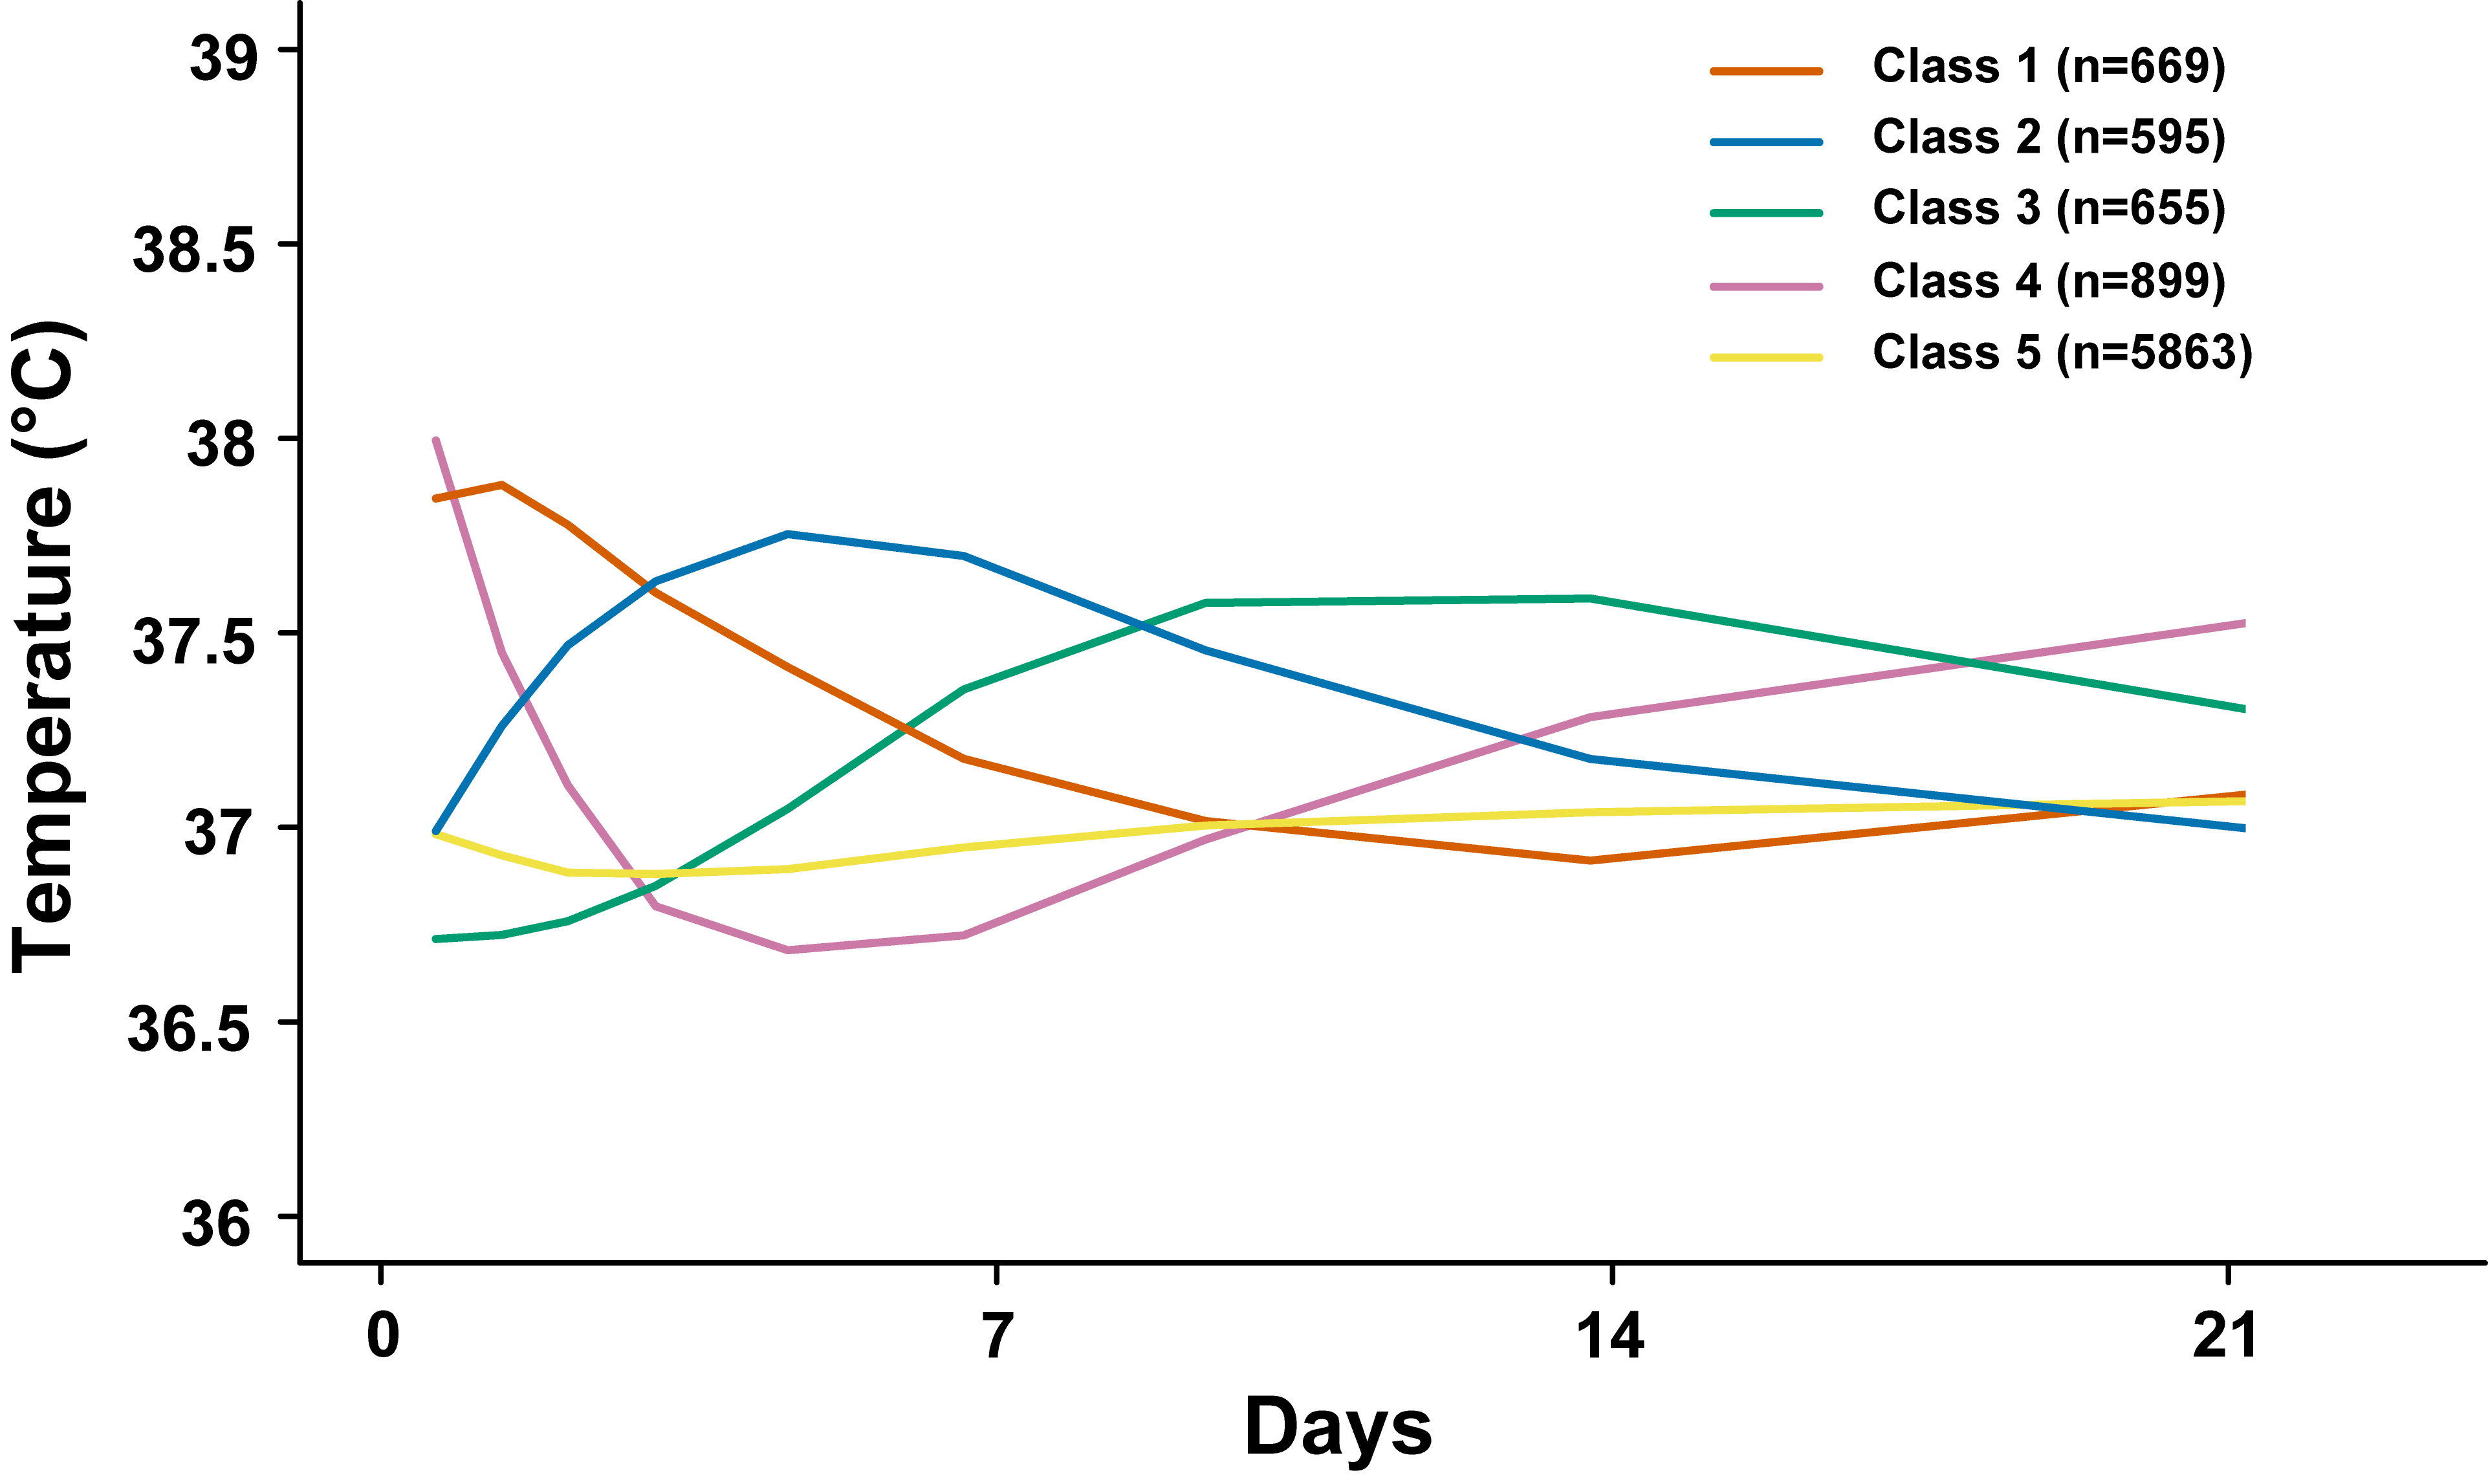 39
38.5
38
37.5
37
36.5
36
Temperature (°C)
Class 1 (n=669)
Class 2 (n=595)
Class 3 (n=655)
Class 4 (n=899)
Class 5 (n=5863)
0 7 14 21
Days